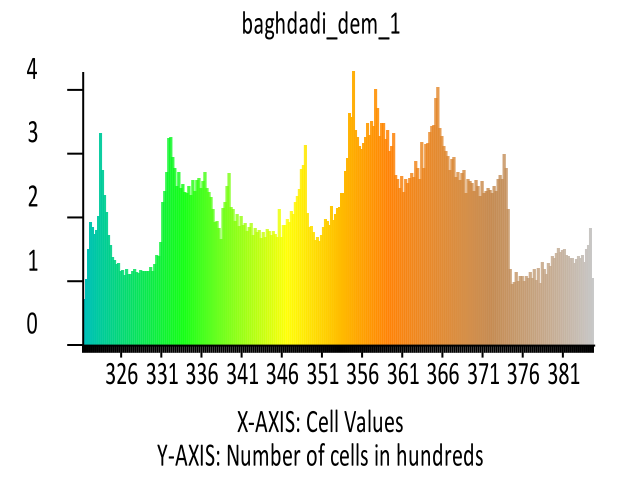 baghdadi_dem_1
4
3
2
1
0
326 331 336 341 346 351 356 361 366 371 376 381
X-AXIS: Cell Values
Y-AXIS: Number of cells in hundreds